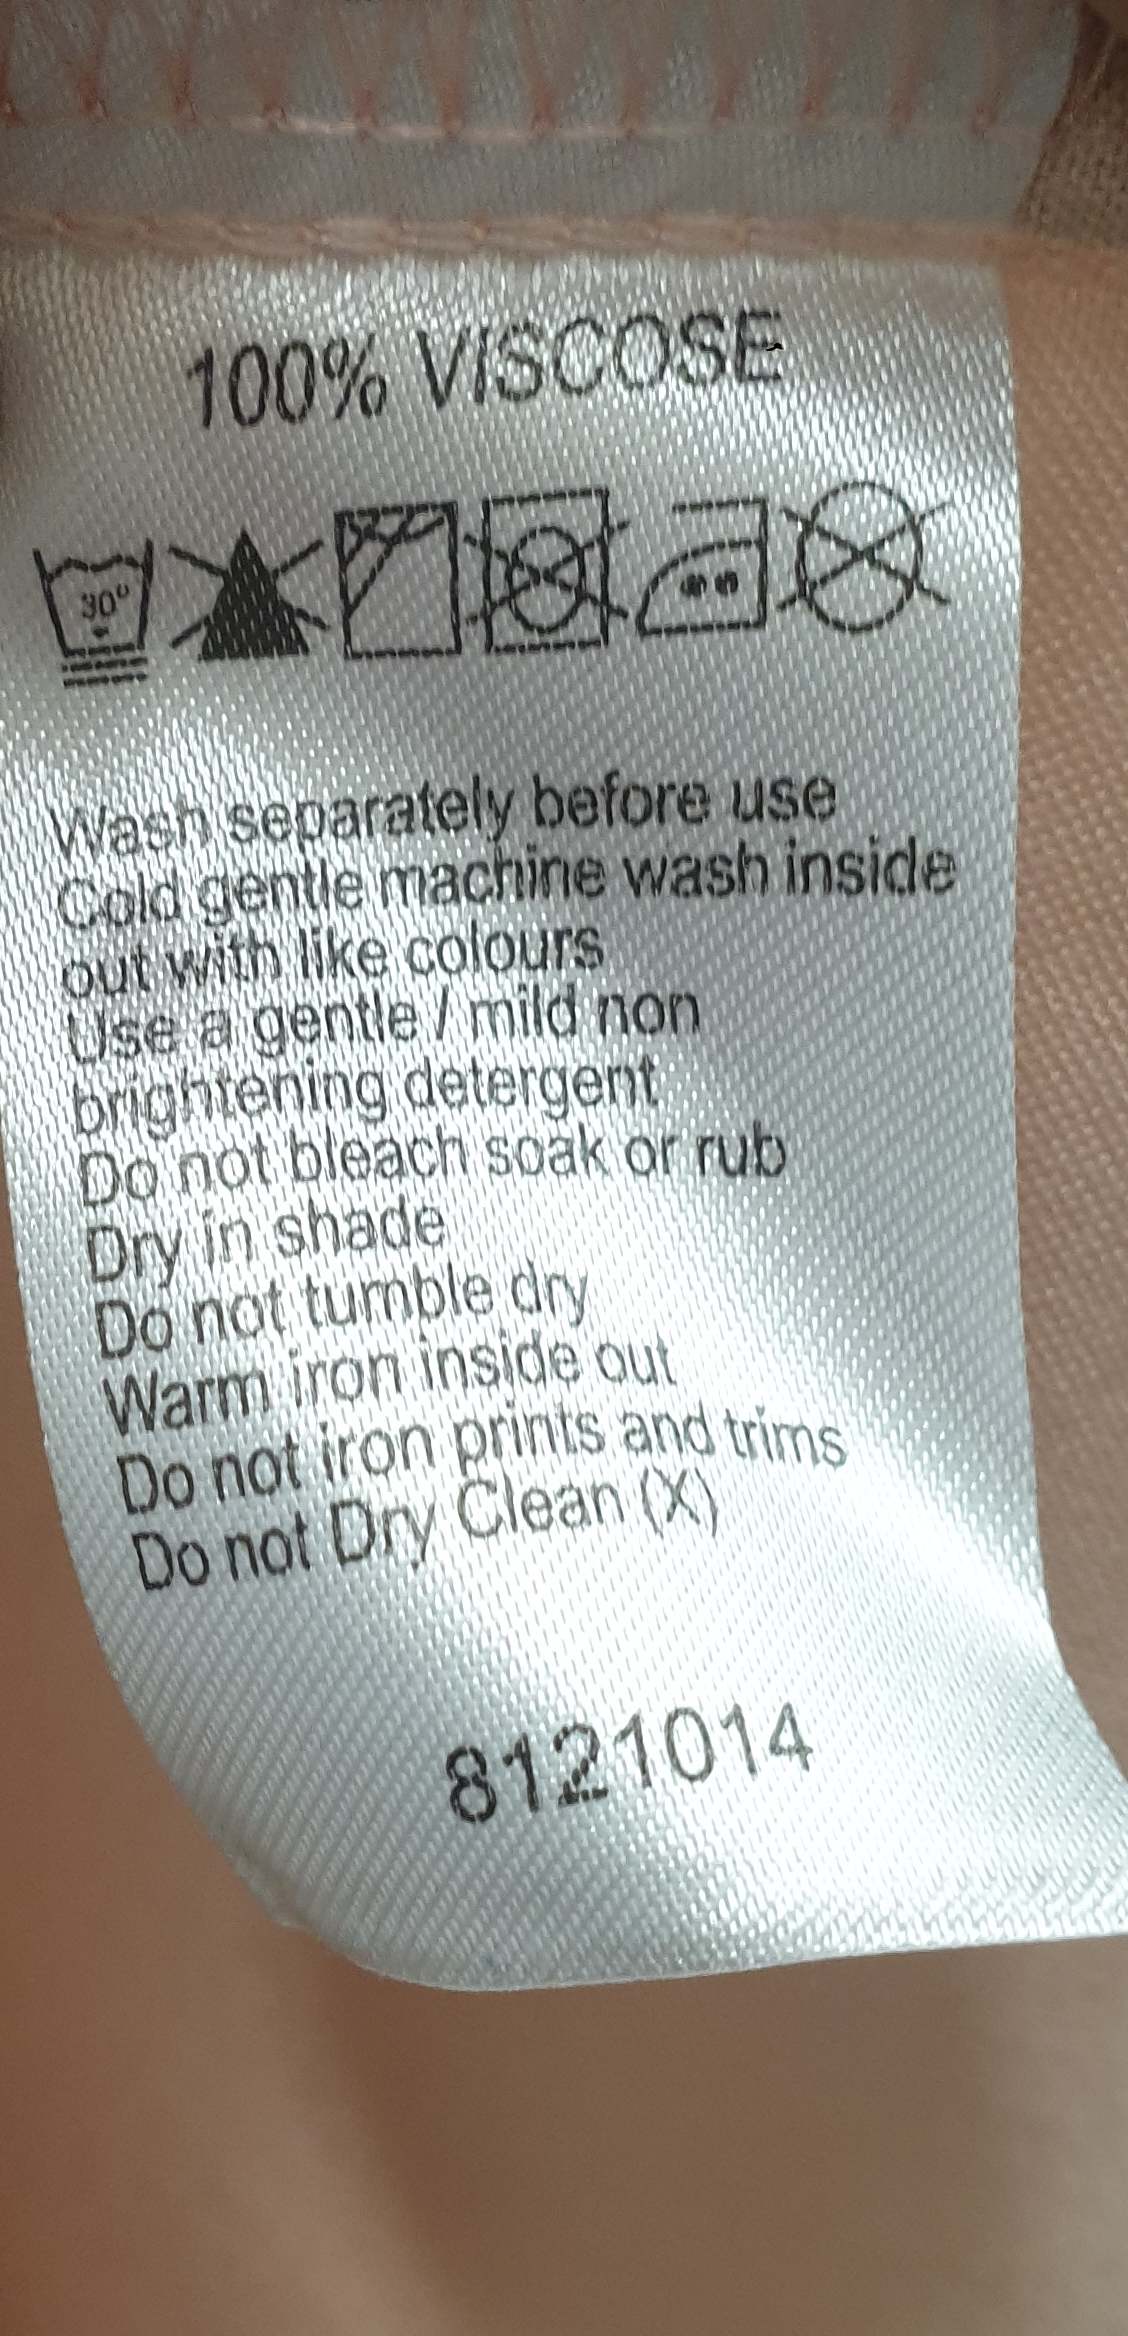 100% VISCOSE
30°
Wash separately before use
Cold gentle machine wash inside
out with like colours
Use a gentle / mild non
brightening detergent
Do not bleach soak or rub
Dry in shade
Do not tumble dry
Warm iron inside out
Do not iron prints and trims
Do not Dry Clean (X)
8121014